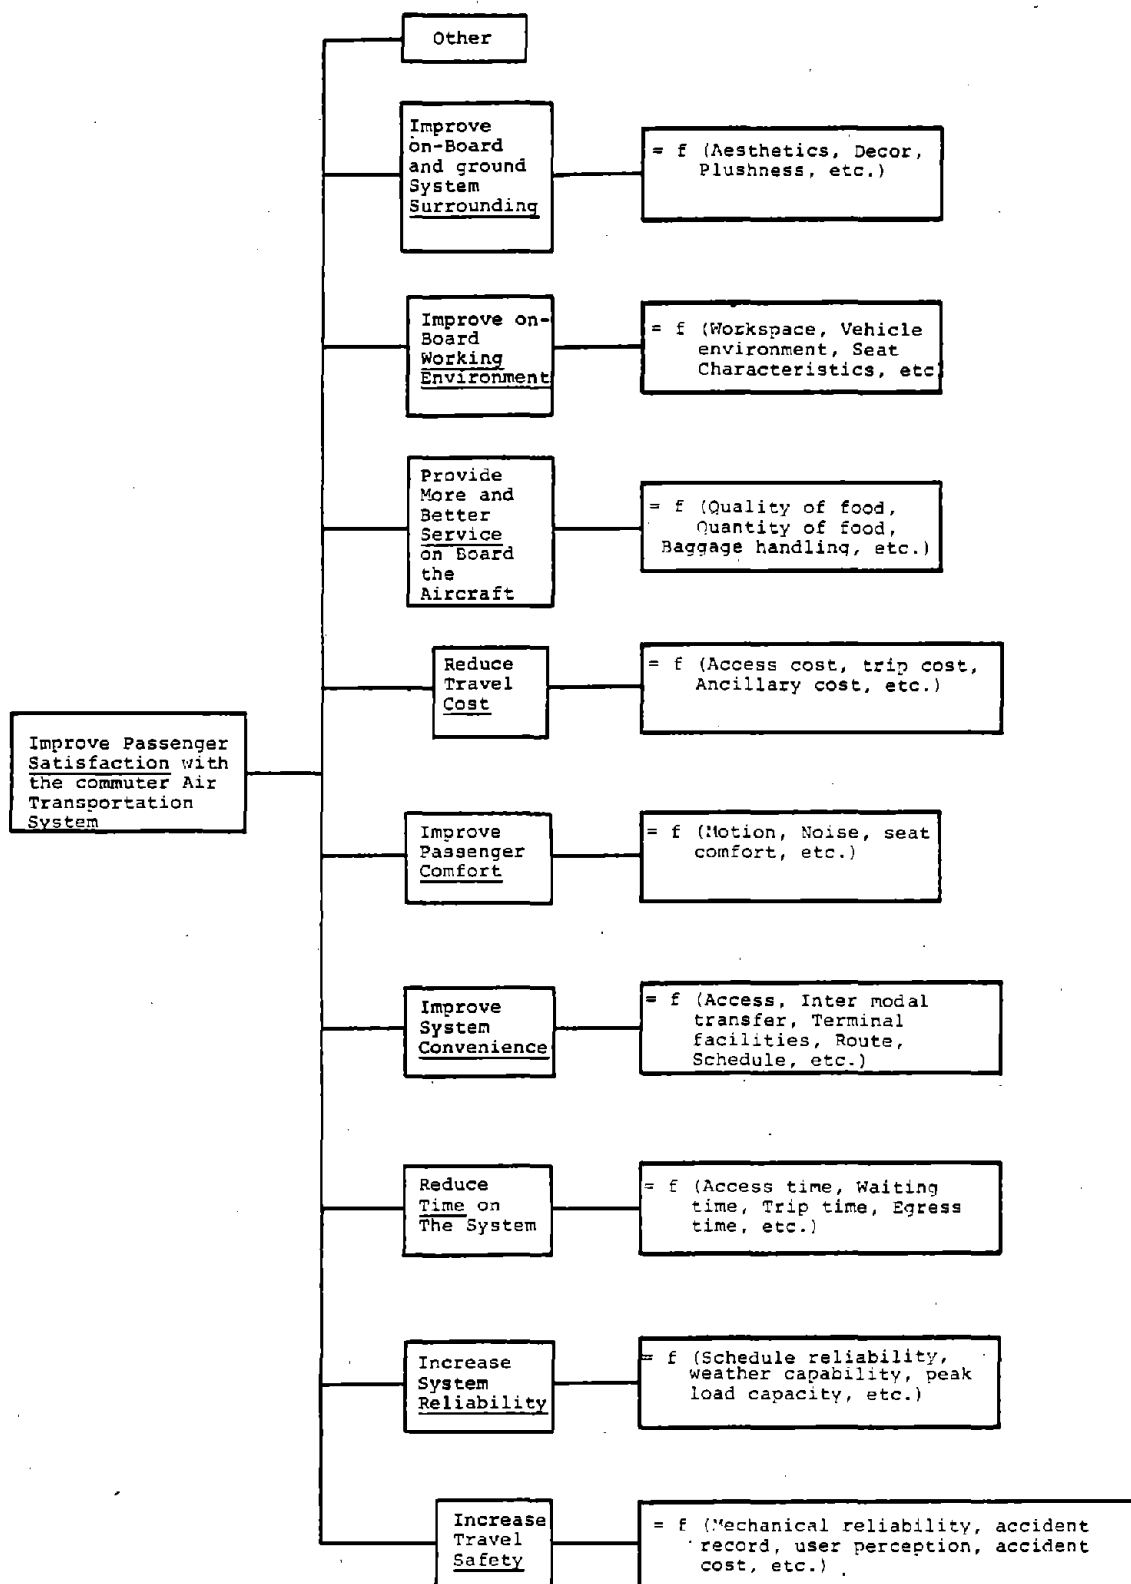 Other
Improve
on-Board
and ground
System
Surrounding
= f (Aesthetics, Decor,
Plushness, etc.)
Improve on-
Board
Working
Environment
= f (Workspace, Vehicle
environment, Seat
Characteristics, etc
Provide
More and
Better
Service
on Board
the
Aircraft
= f (Quality of food,
Quantity of food,
Baggage handling, etc.)
Reduce
Travel
Cost
= f (Access cost, trip cost,
Ancillary cost, etc.)
Improve Passenger
Satisfaction with
the commuter Air
Transportation
System
Improve
Passenger
Comfort
= f (Motion, Noise, seat
comfort, etc.)
Improve
System
Convenience
= f (Access, Inter modal
transfer, Terminal
facilities, Route,
Schedule, etc.)
Reduce
Time on
The System
= f (Access time, Waiting
time, Trip time, Egress
time, etc.)
Increase
System
Reliability
= f (Schedule reliability,
weather capability, peak
load capacity, etc.)
Increase
Travel
Safety
= f (Mechanical reliability, accident
record, user perception, accident
cost, etc.)